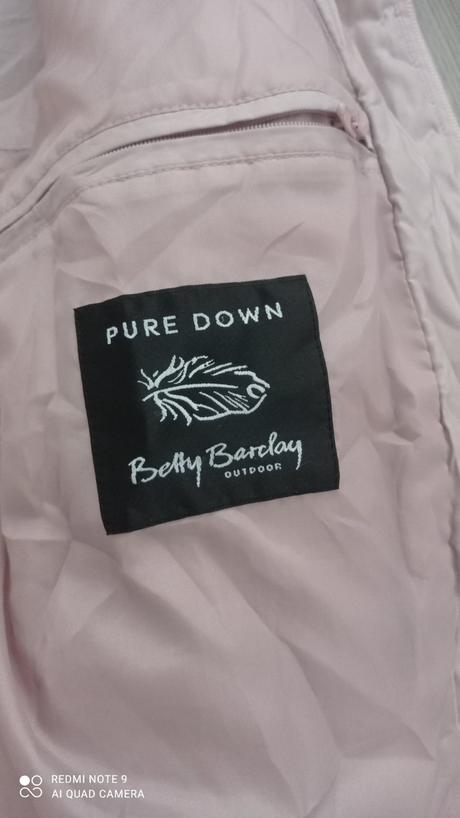 PURE DOWN
Betty Barclay
OUTDOOR
REDMI NOTE 9
AI QUAD CAMERA